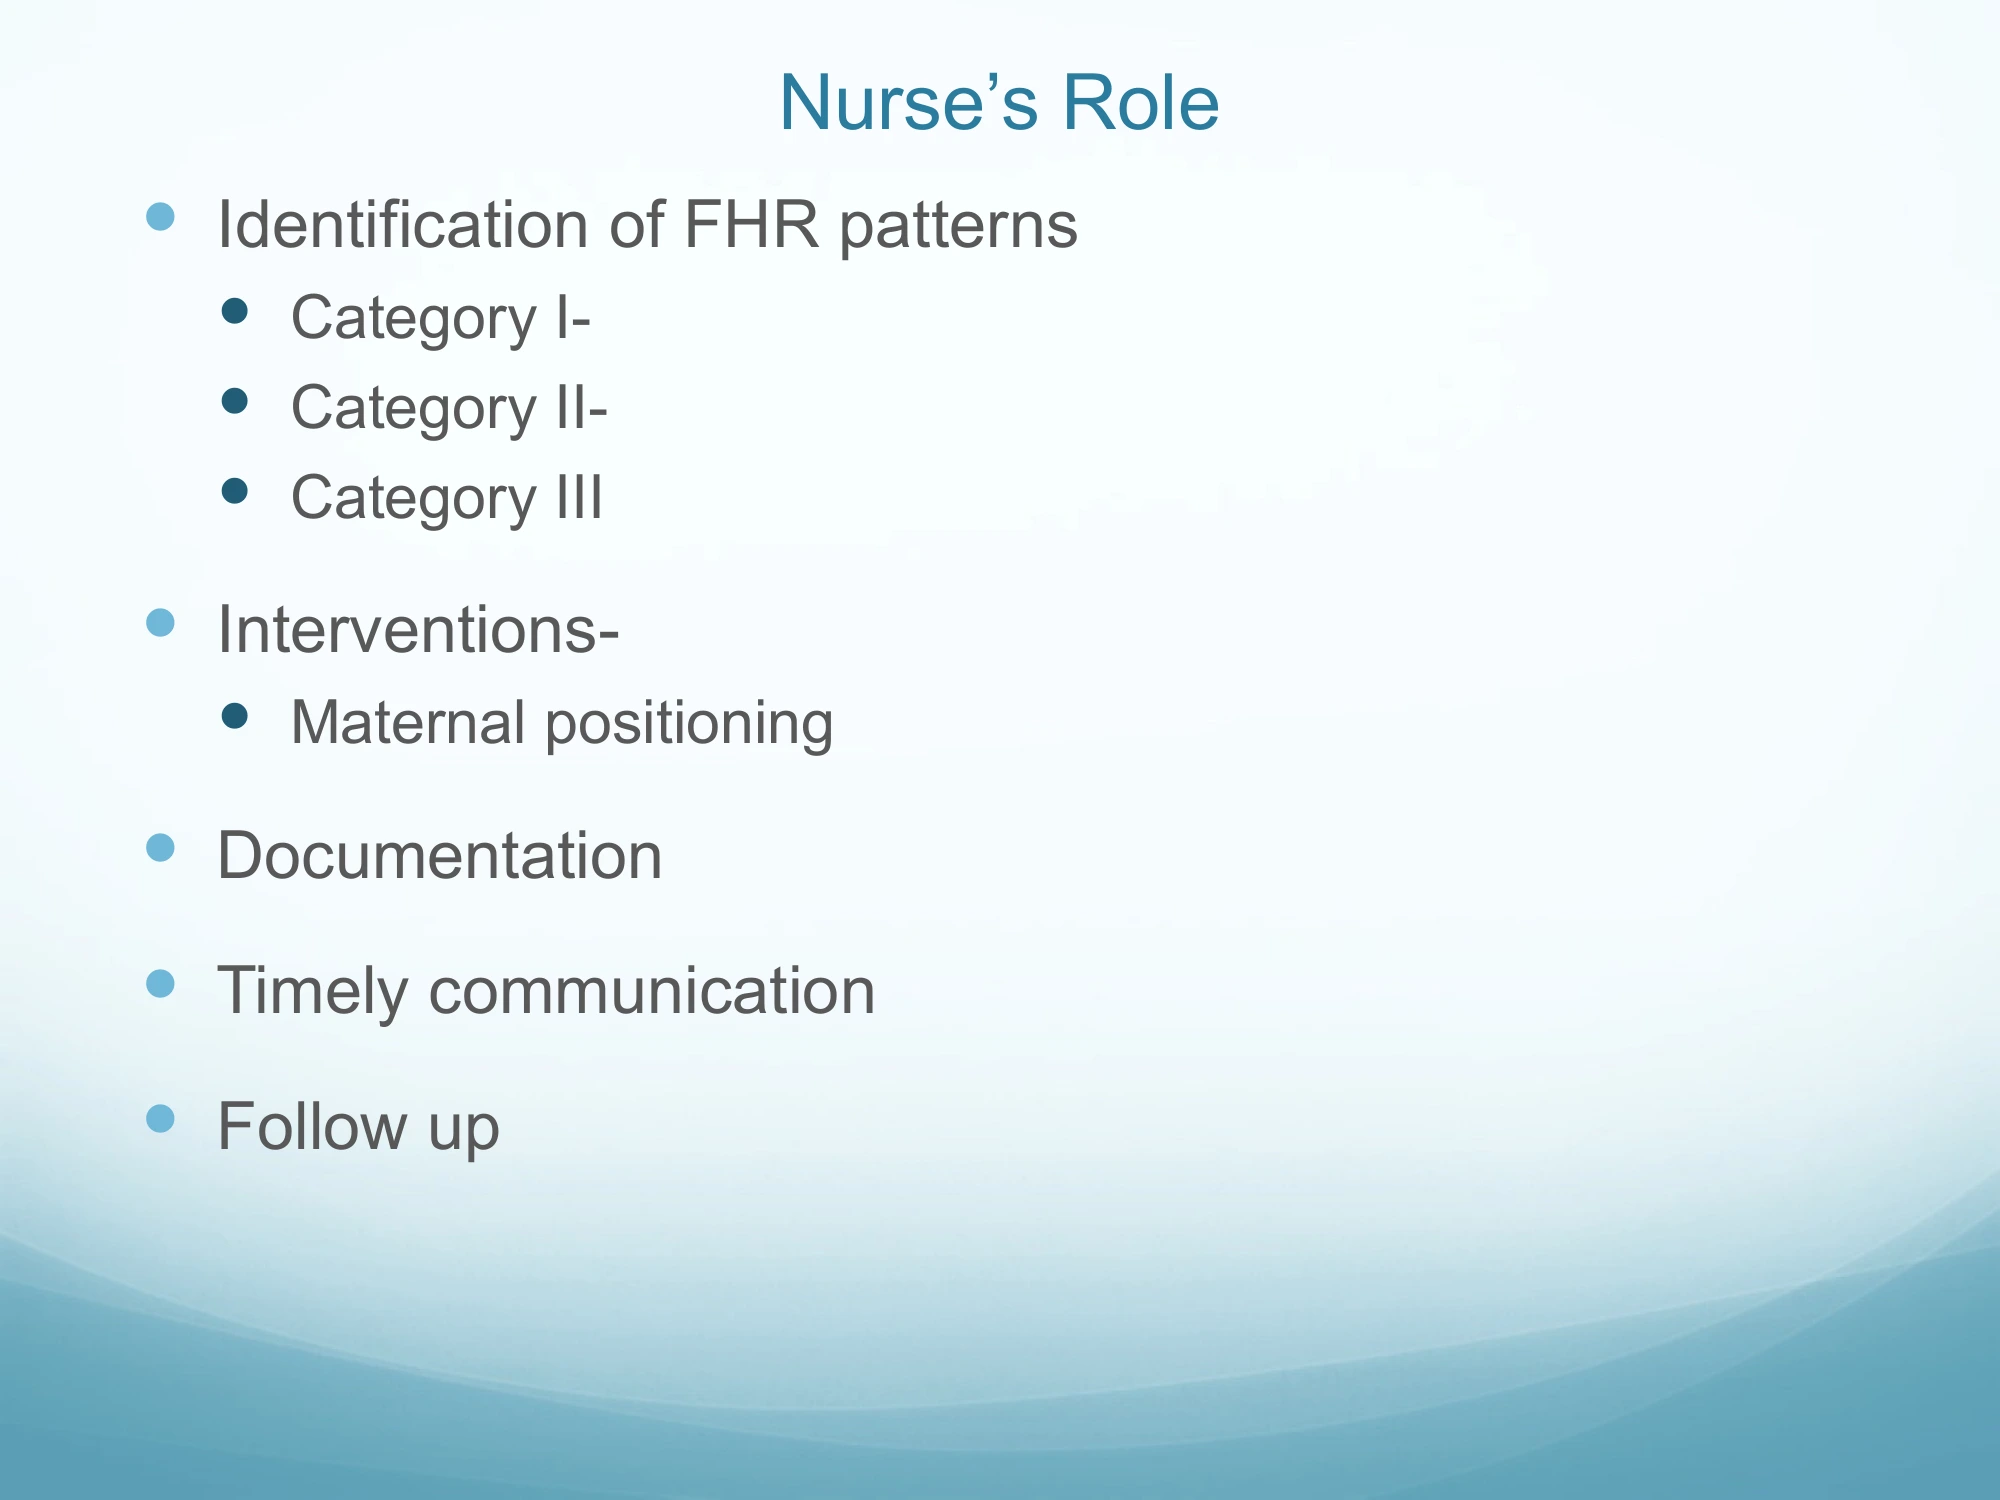 Nurse’s Role
Identification of FHR patterns
Category I-
Category II-
Category III
Interventions-
Maternal positioning
Documentation
Timely communication
Follow up